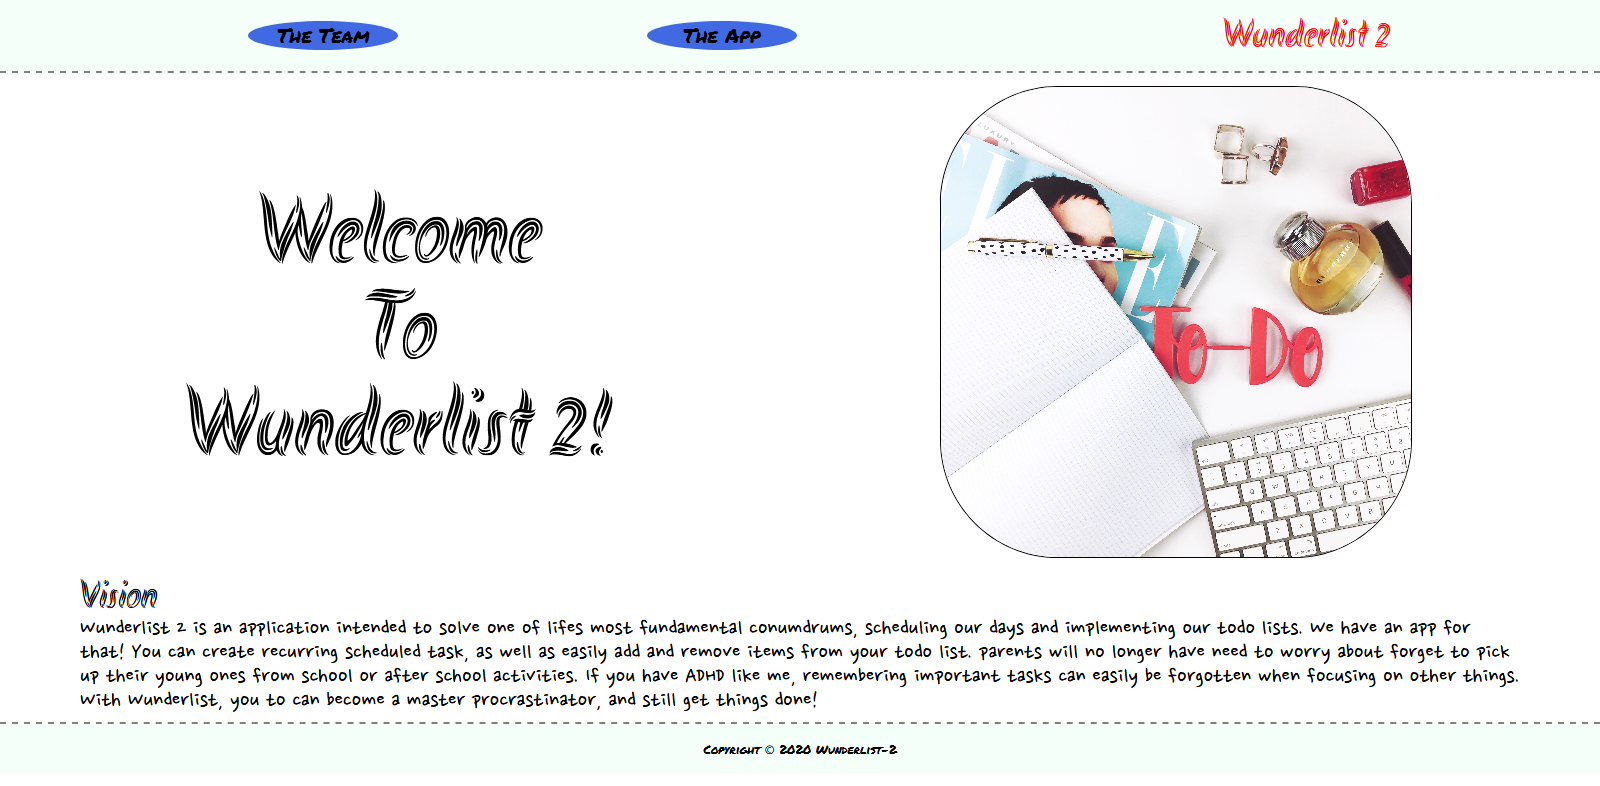 The Team
The App
Wunderlist 2
Welcome
To
Wunderlist 2!
LUXURY
To-Do
Vision
Wunderlist 2 is an application intended to solve one of lifes most fundamental conumdrums, scheduling our days and implementing our todo lists. We have an app for
that! You can create recurring scheduled task, as well as easily add and remove items from your todo list. Parents will no longer have need to worry about forget to pick
up their young ones from school or after school activities. If you have ADHD like me, remembering important tasks can easily be forgotten when focusing on other things.
With Wunderlist, you to can become a master procrastinator, and still get things done!
Copyright © 2020 Wunderlist-2